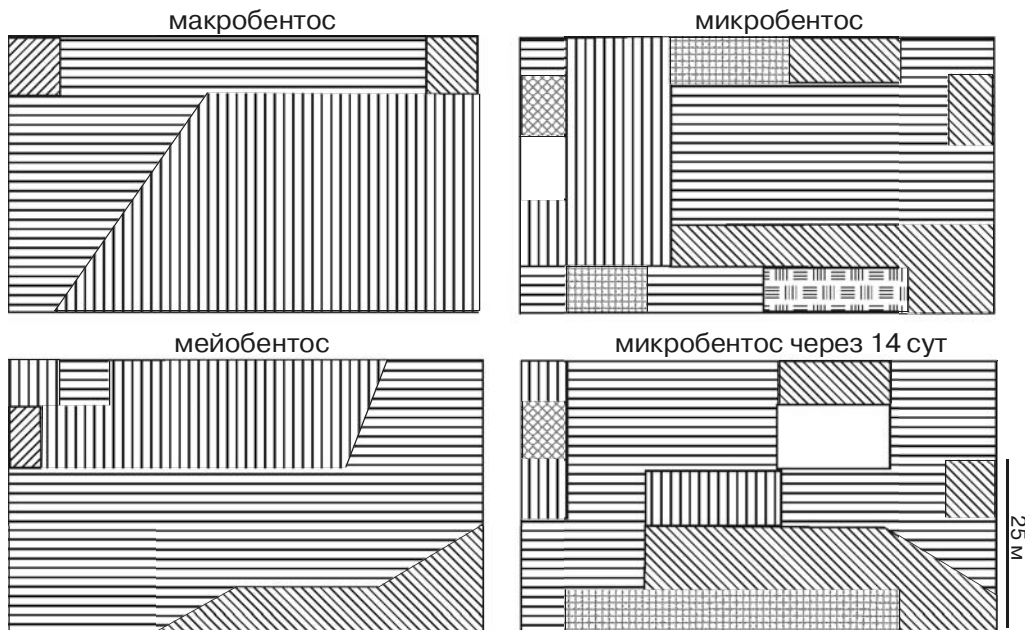 макробентос
микробентос
мейобентос
микробентос через 14 сут
25 м